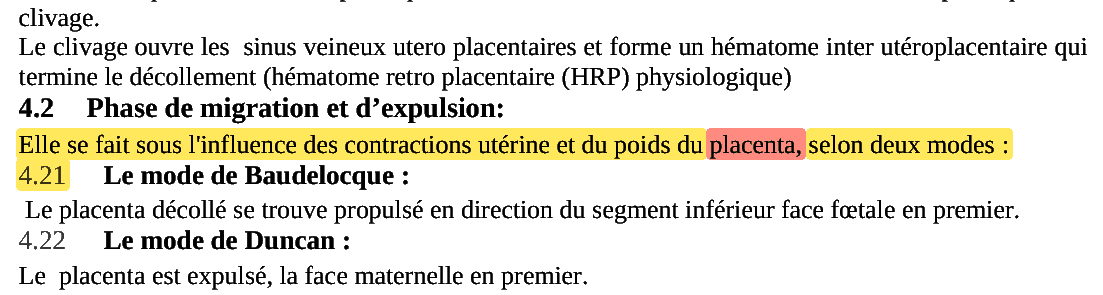 clivage.
Le clivage ouvre les sinus veineux utero placentaires et forme un hématome inter utéroplacentaire qui
termine le décollement (hématome retro placentaire (HRP) physiologique)
4.2 Phase de migration et d’expulsion:
Elle se fait sous l'influence des contractions utérine et du poids du placenta, selon deux modes :
4.21 Le mode de Baudelocque :
Le placenta décollé se trouve propulsé en direction du segment inférieur face fœtale en premier.
4.22 Le mode de Duncan :
Le placenta est expulsé, la face maternelle en premier.